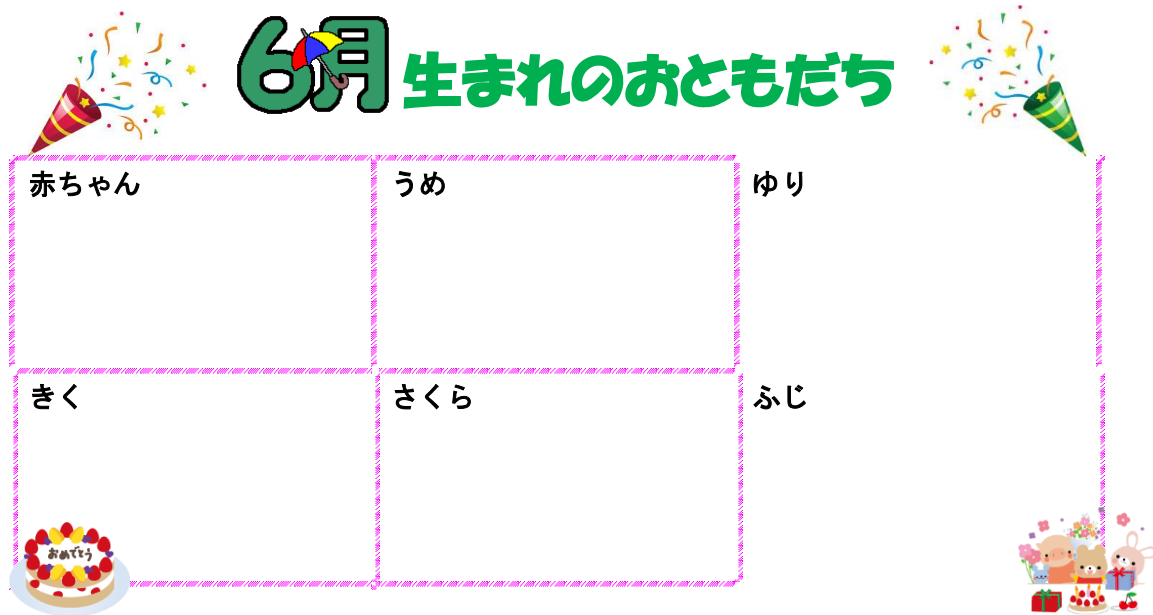 6月生まれのおともだち
赤ちゃん
うめ
ゆり
きく
さくら
ふじ
おめでとう